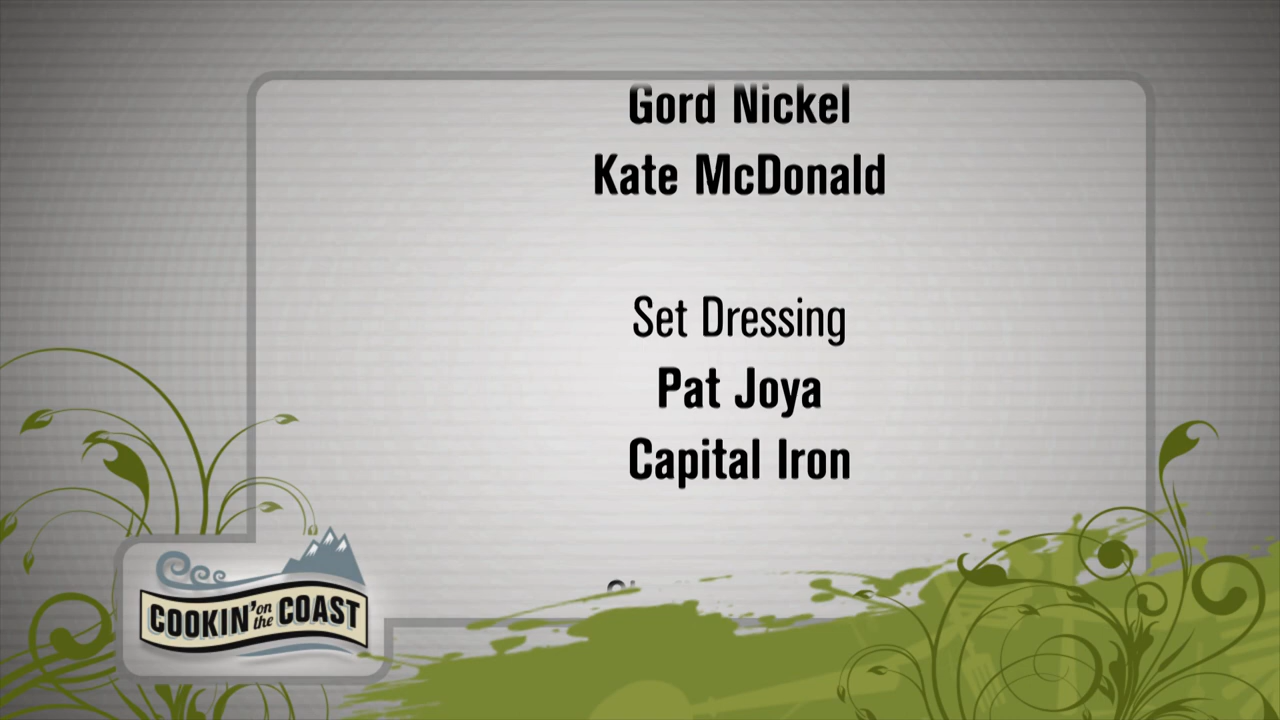 Gord Nickel
Kate McDonald
Set Dressing
Pat Joya
Capital Iron
COOKIN' on the COAST